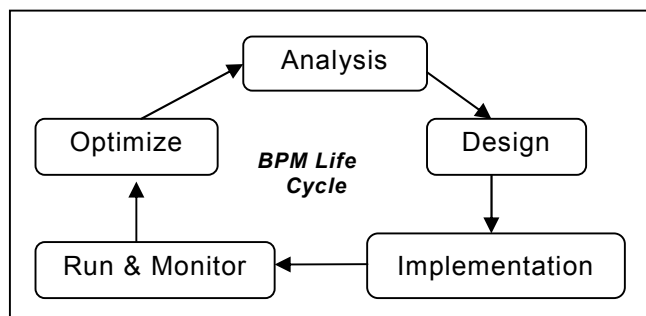 Analysis
Optimize
Design
BPM Life
Cycle
Run & Monitor
Implementation